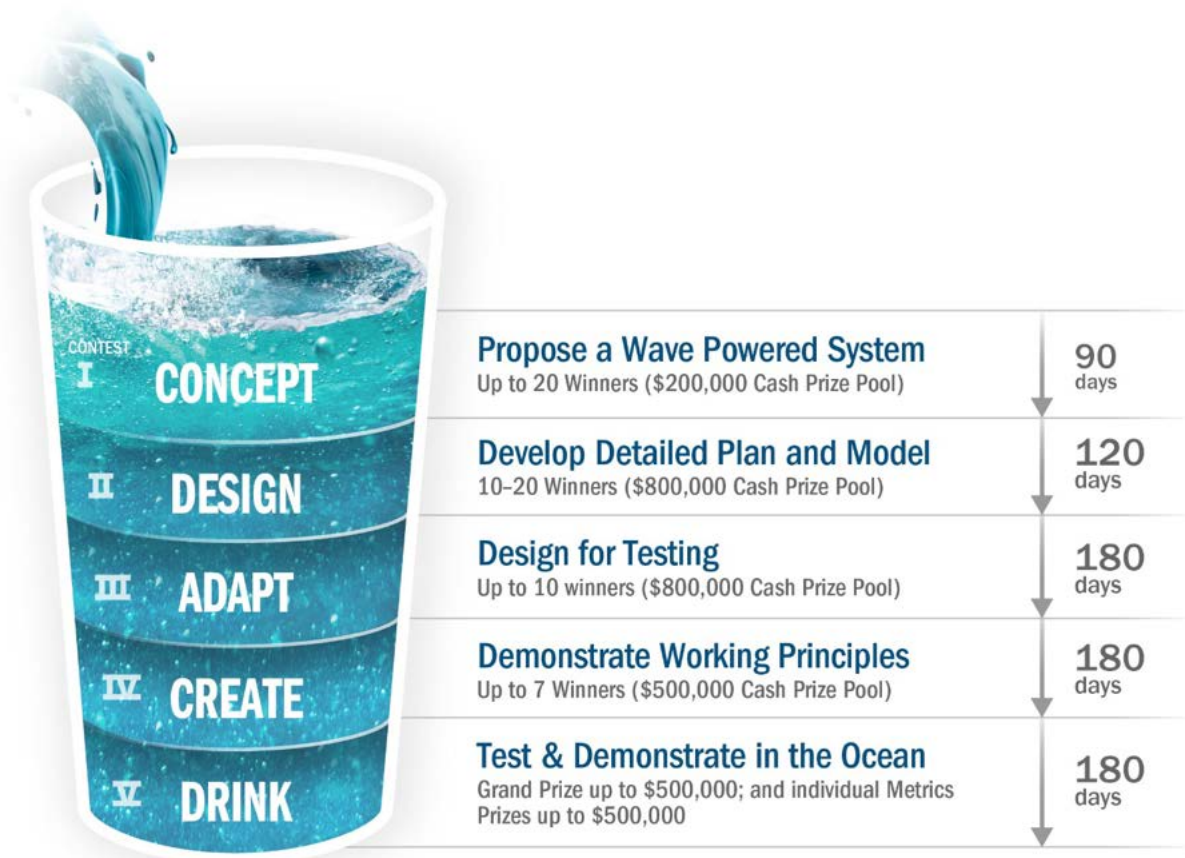 CONTEST
I CONCEPT
Propose a Wave Powered System
Up to 20 Winners ($200,000 Cash Prize Pool)
90
days
II DESIGN
Develop Detailed Plan and Model
10–20 Winners ($800,000 Cash Prize Pool)
120
days
III ADAPT
Design for Testing
Up to 10 winners ($800,000 Cash Prize Pool)
180
days
IV CREATE
Demonstrate Working Principles
Up to 7 Winners ($500,000 Cash Prize Pool)
180
days
V DRINK
Test & Demonstrate in the Ocean
Grand Prize up to $500,000; and individual Metrics
Prizes up to $500,000
180
days